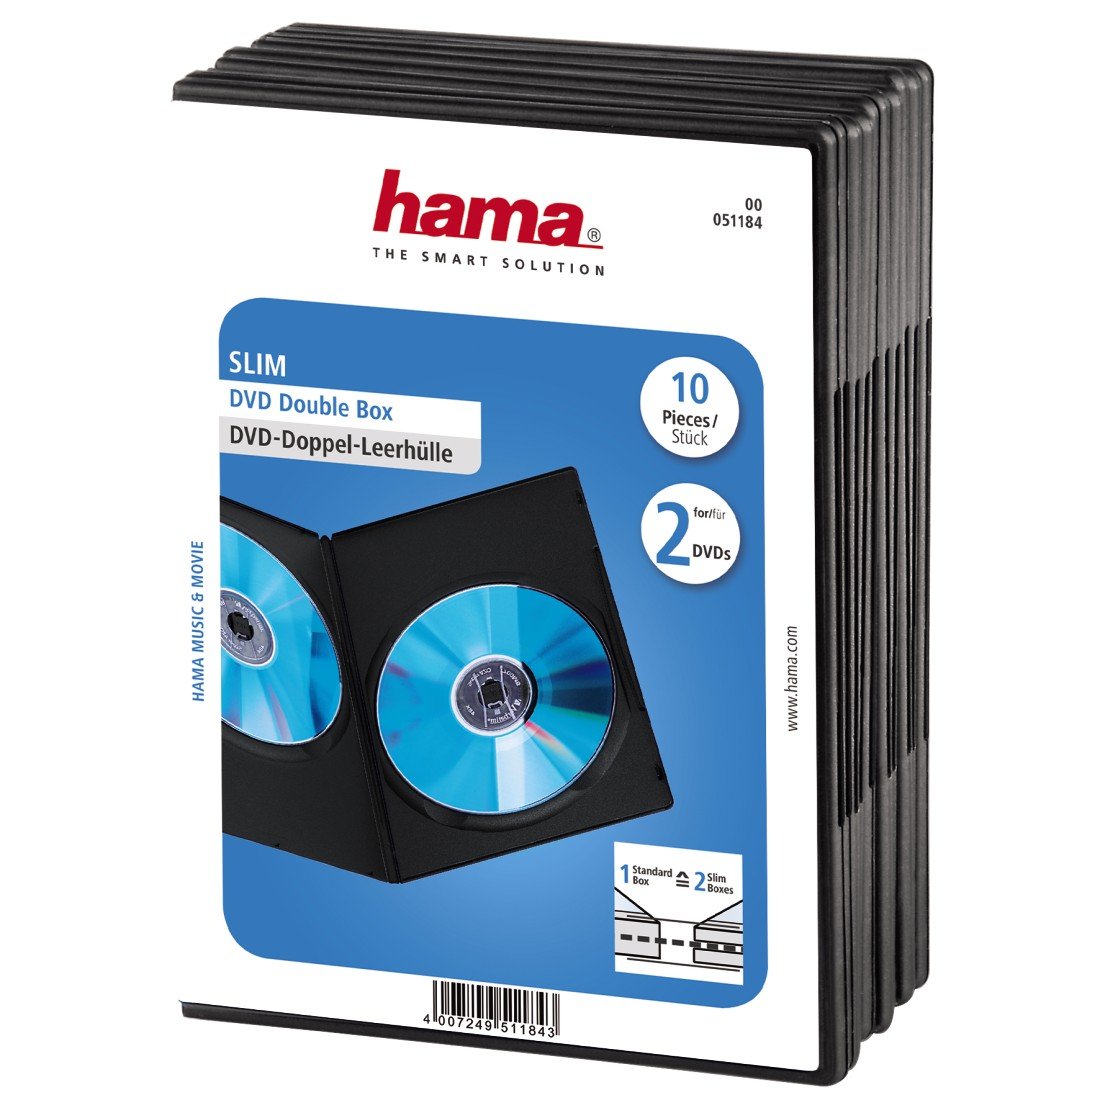 hama®
THE SMART SOLUTION
00
051184
SLIM
DVD Double Box
DVD-Doppel-Leerhülle
10
Pieces/
Stück
2 for/für
DVDs
HAMA MUSIC & MOVIE
www.hama.com
1 Standard Box ≙ 2 Slim Boxes
4 007249 511843